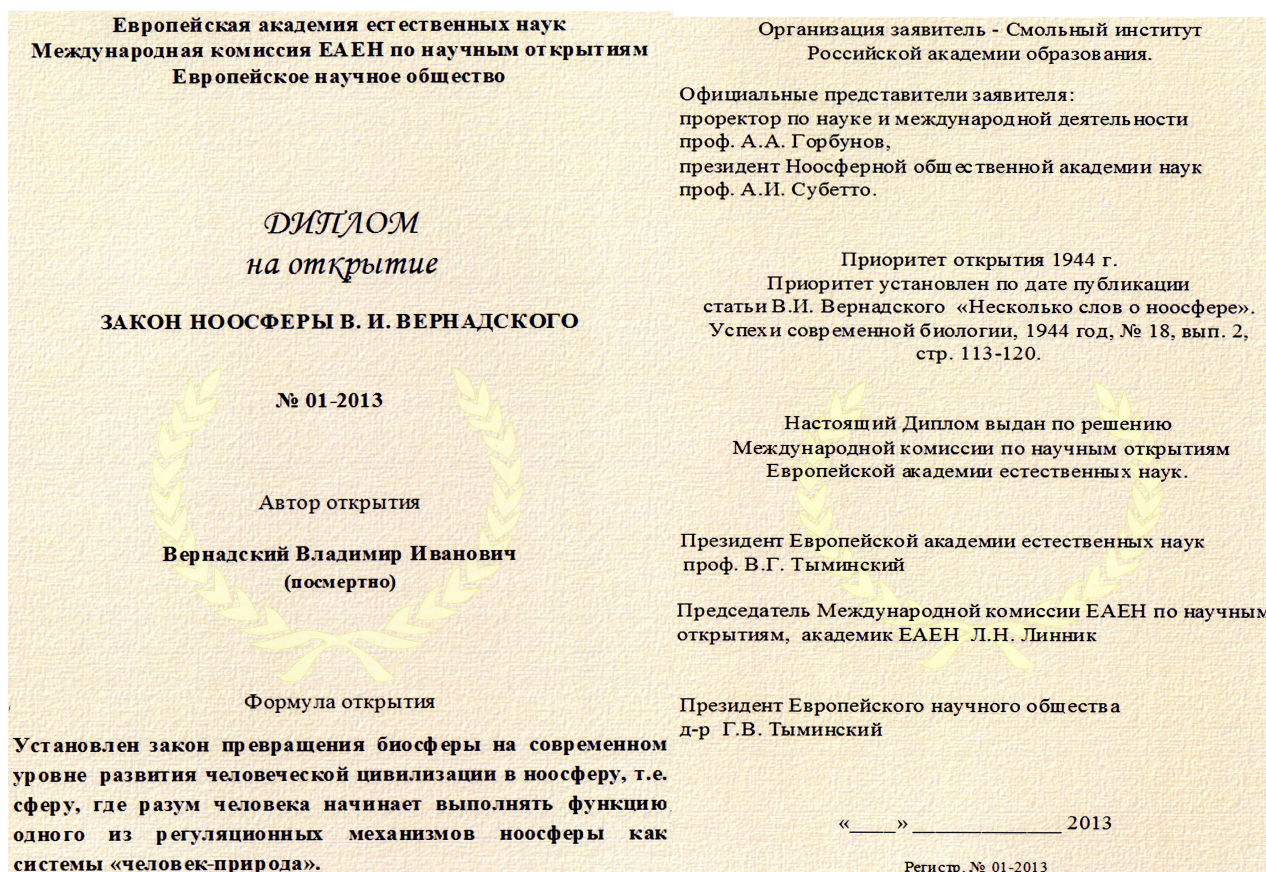 Европейская академия естественных наук
Международная комиссия ЕАЕН по научным открытиям
Европейское научное общество
ДИПЛОМ
на открытие
ЗАКОН НООСФЕРЫ В. И. ВЕРНАДСКОГО
№ 01-2013
Автор открытия
Вернадский Владимир Иванович
(посмертно)
Формула открытия
Установлен закон превращения биосферы на современном
уровне развития человеческой цивилизации в ноосферу, т.е.
сферу, где разум человека начинает выполнять функцию
одного из регуляционных механизмов ноосферы как
системы «человек-природа».
Организация заявитель - Смольный институт
Российской академии образования.
Официальные представители заявителя:
проректор по науке и международной деятельности
проф. А.А. Горбунов,
президент Ноосферной общественной академии наук
проф. А.И. Субетто.
Приоритет открытия 1944 г.
Приоритет установлен по дате публикации
статьи В.И. Вернадского «Несколько слов о ноосфере».
Успехи современной биологии, 1944 год, № 18, вып. 2,
стр. 113-120.
Настоящий Диплом выдан по решению
Международной комиссии по научным открытиям
Европейской академии естественных наук.
Президент Европейской академии естественных наук
проф. В.Г. Тыминский
Председатель Международной комиссии ЕАЕН по научным
открытиям, академик ЕАЕН Л.Н. Линник
Президент Европейского научного общества
д-р Г.В. Тыминский
«____» _____________ 2013
Регистр. № 01-2013